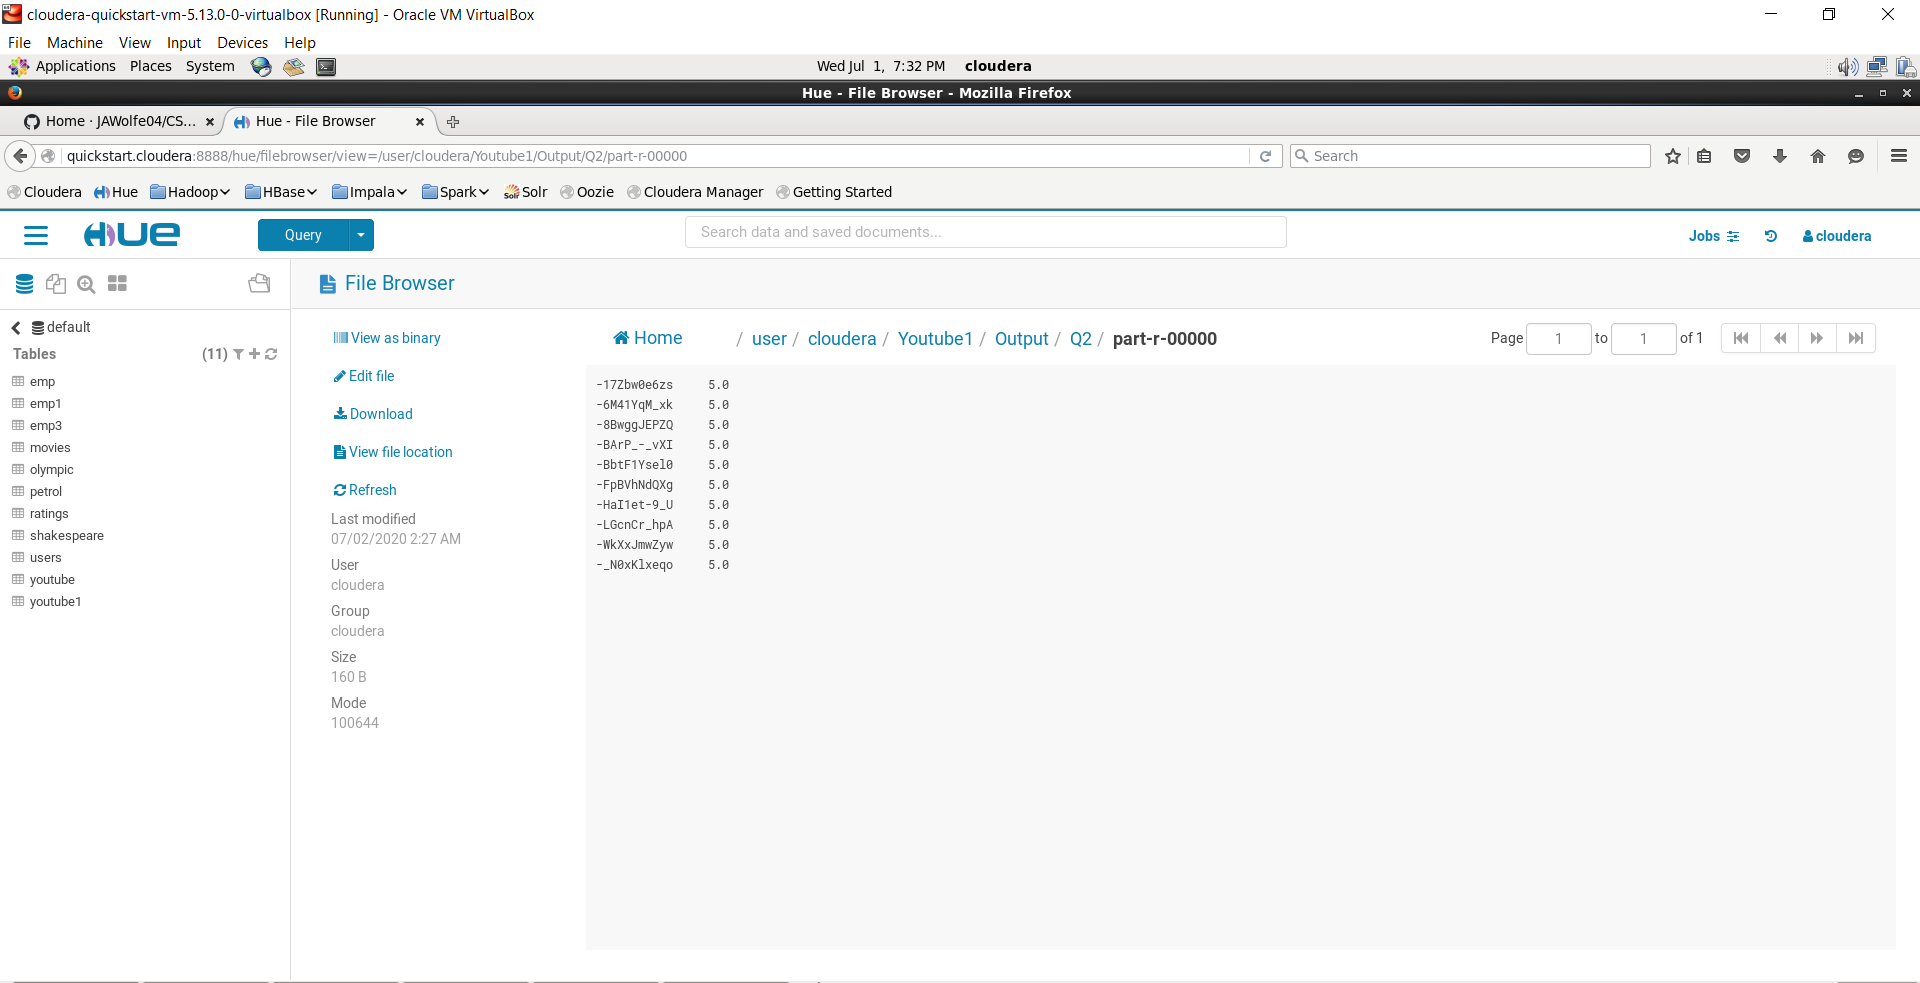 cloudera-quickstart-vm-5.13.0-0-virtualbox [Running] - Oracle VM VirtualBox
File Machine View Input Devices Help
Applications Places System Wed Jul 1, 7:32 PM cloudera
Hue - File Browser - Mozilla Firefox
Home · JAWolfe04/CS... Hue - File Browser
quickstart.cloudera:8888/hue/filebrowser/view=/user/cloudera/Youtube1/Output/Q2/part-r-00000 Search
Cloudera Hue Hadoop HBase Impala Spark Solr Oozie Cloudera Manager Getting Started
HUE Query Search data and saved documents... Jobs cloudera
File Browser
default
Tables (11)
emp
emp1
emp3
movies
olympic
petrol
ratings
shakespeare
users
youtube
youtube1
View as binary
Edit file
Download
View file location
Refresh
Last modified
07/02/2020 2:27 AM
User
cloudera
Group
cloudera
Size
160 B
Mode
100644
Home / user / cloudera / Youtube1 / Output / Q2 / part-r-00000 Page 1 to 1 of 1
-17Zbw0e6zs 5.0
-6M41YqM_xk 5.0
-8BwggJEPZQ 5.0
-BArP_-_vXI 5.0
-BbtF1Ysel0 5.0
-FpBVhNdQXg 5.0
-HaI1et-9_U 5.0
-LGcnCr_hpA 5.0
-WkXxJmwZyw 5.0
-_N0xKlxeqo 5.0